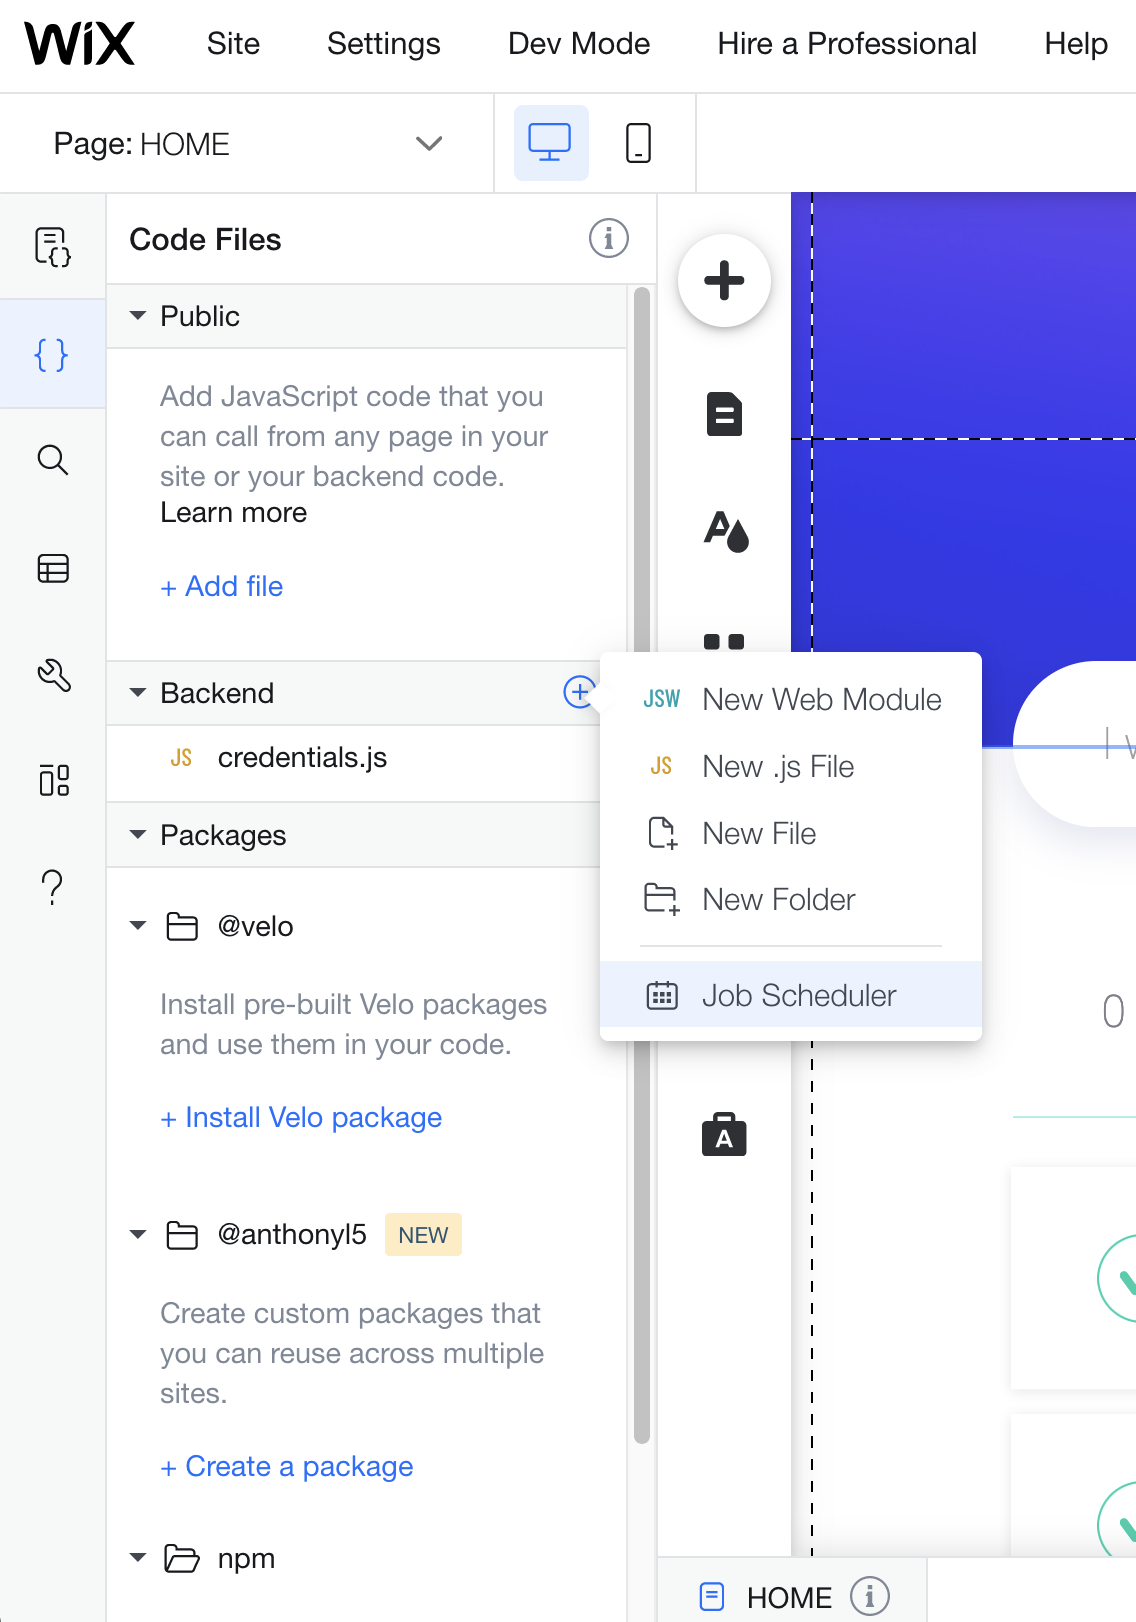 WiX
Site
Settings
Dev Mode
Hire a Professional
Help
Page: HOME
Code Files
Public
Add JavaScript code that you
can call from any page in your
site or your backend code.
Learn more
+ Add file
Backend
JS credentials.js
JSW New Web Module
JS New .js File
New File
New Folder
Job Scheduler
Packages
@velo
Install pre-built Velo packages
and use them in your code.
+ Install Velo package
@anthonyl5 NEW
Create custom packages that
you can reuse across multiple
sites.
+ Create a package
npm
HOME